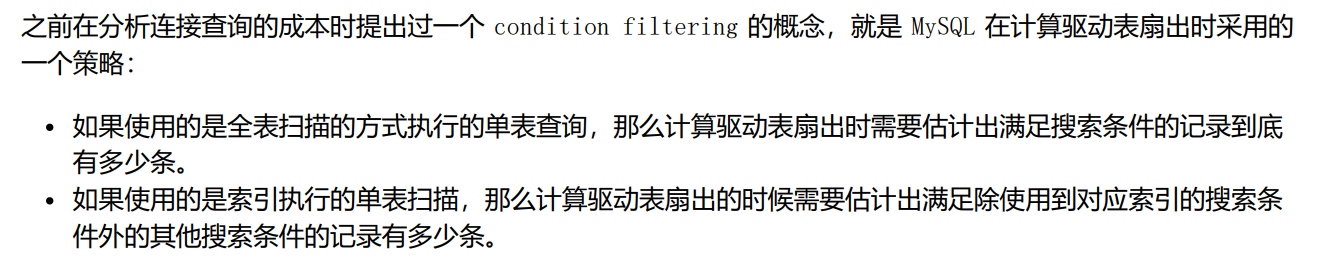 之前在分析连接查询的成本时提出过一个 condition filtering 的概念，就是 MySQL 在计算驱动表扇出时采用的
一个策略：
• 如果使用的是全表扫描的方式执行的单表查询，那么计算驱动表扇出时需要估计出满足搜索条件的记录到底
有多少条。
• 如果使用的是索引执行的单表扫描，那么计算驱动表扇出的时候需要估计出满足除使用到对应索引的搜索条
件外的其他搜索条件的记录有多少条。